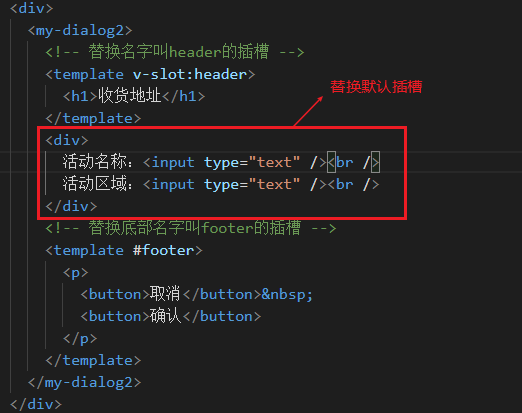 <div>
<my-dialog2>
<!-- 替换名字叫header的插槽 -->
<template v-slot:header>
<h1>收货地址</h1>
</template>
替换默认插槽
<div>
活动名称：<input type="text" /><br />
活动区域：<input type="text" /><br />
</div>
<!-- 替换底部名字叫footer的插槽 -->
<template #footer>
<p>
<button>取消</button>&nbsp;
<button>确认</button>
</p>
</template>
</my-dialog2>
</div>